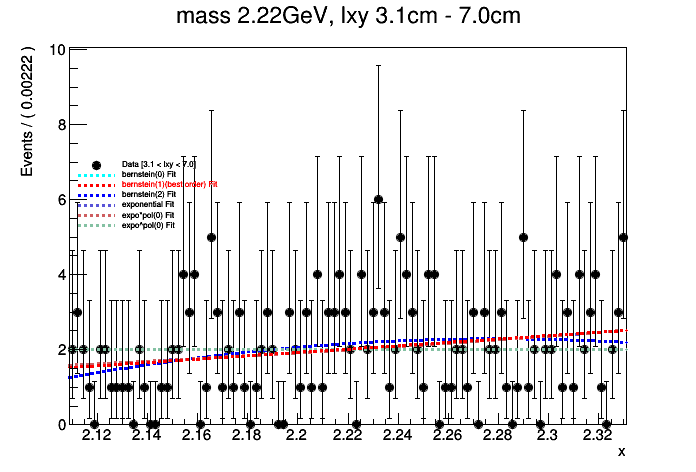 mass 2.22GeV, lxy 3.1cm - 7.0cm
Events / ( 0.00222 )
10
8
6
4
2
0
Data [3.1 < lxy < 7.0]
bernstein(0) Fit
bernstein(1)(best order) Fit
bernstein(2) Fit
exponential Fit
expo*pol(0) Fit
expo^pol(0) Fit
2.12 2.14 2.16 2.18 2.2 2.22 2.24 2.26 2.28 2.3 2.32
x